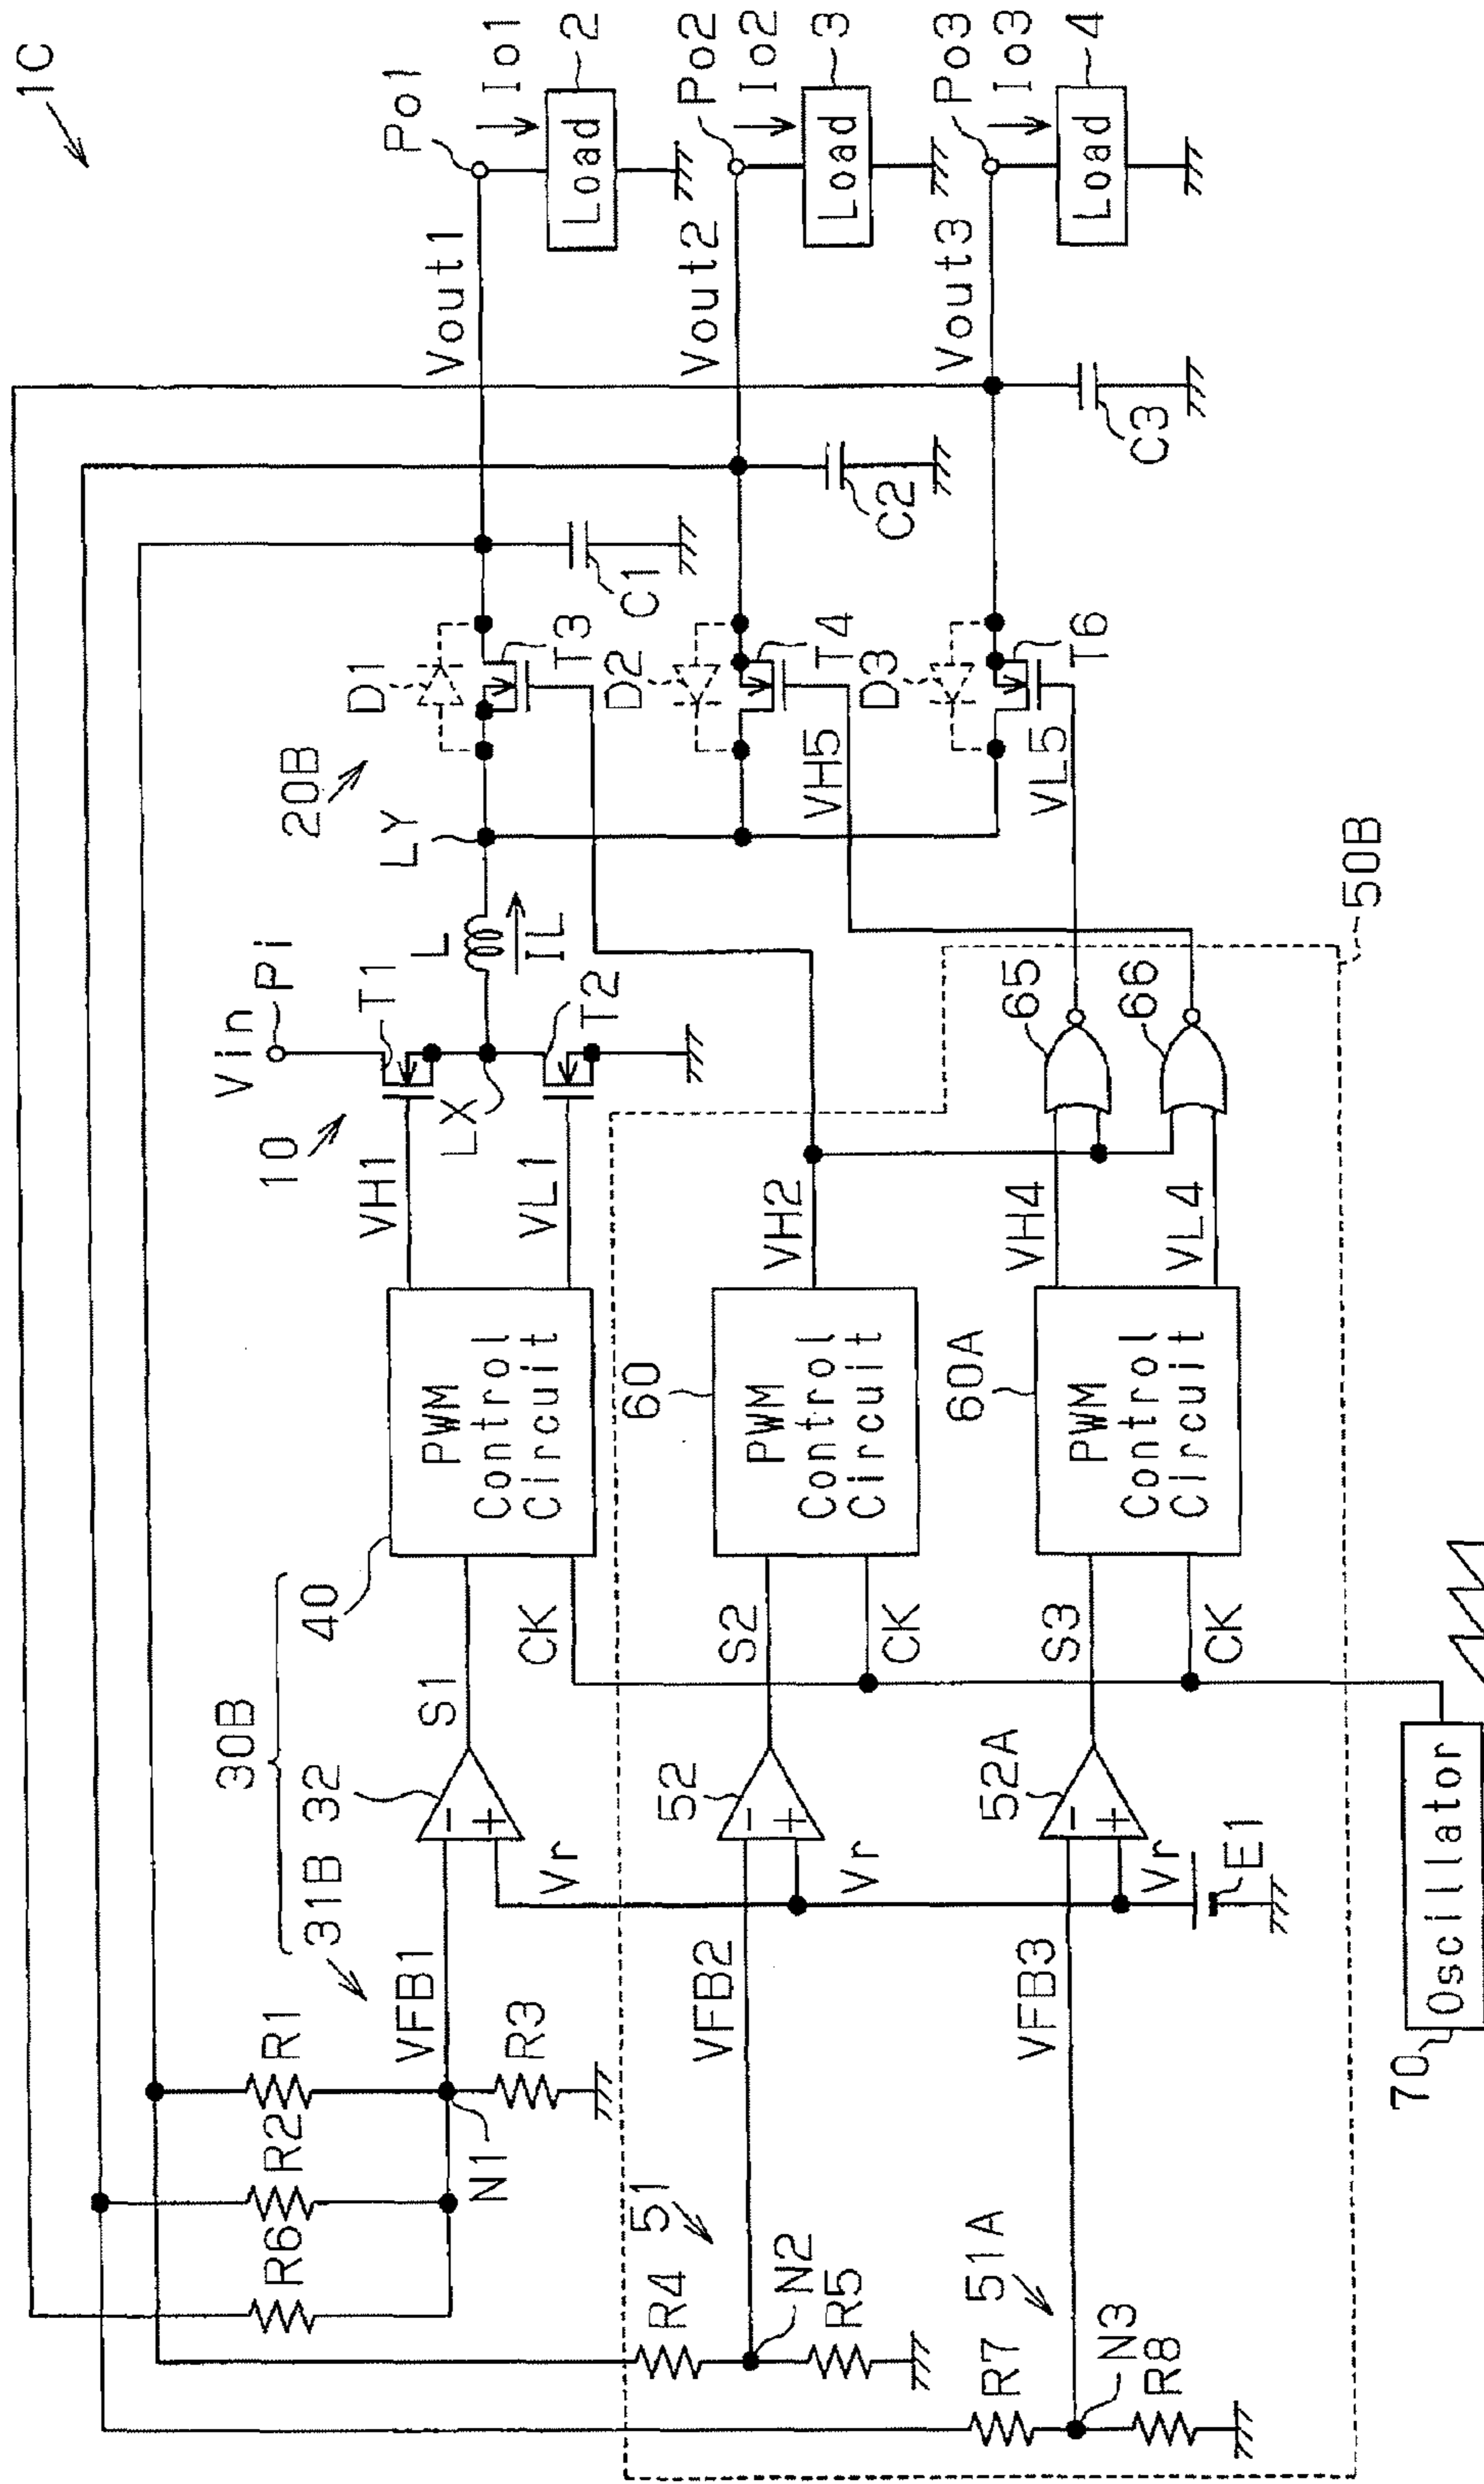 1C
Vin
Pi
10
T1
VH1
LX
VL1
T2
L
IL
LY
20B
D1
T3
C1
Vout1
Po1
Io1
Load
2
D2
T4
VH5
C2
Vout2
Po2
Io2
Load
3
D3
T6
VL5
C3
Vout3
Po3
Io3
Load
4
30B
31B 32 40
R1
R2
R6
R3
N1
VFB1
-
+
Vr
S1
CK
PWM
Control
Circuit
51
R4
N2
R5
VFB2
52
-
+
Vr
S2
CK
60
PWM
Control
Circuit
VH2
51A
R7
N3
R8
VFB3
52A
-
+
Vr
E1
S3
CK
60A
PWM
Control
Circuit
VH4
VL4
65
66
50B
70
Oscillator